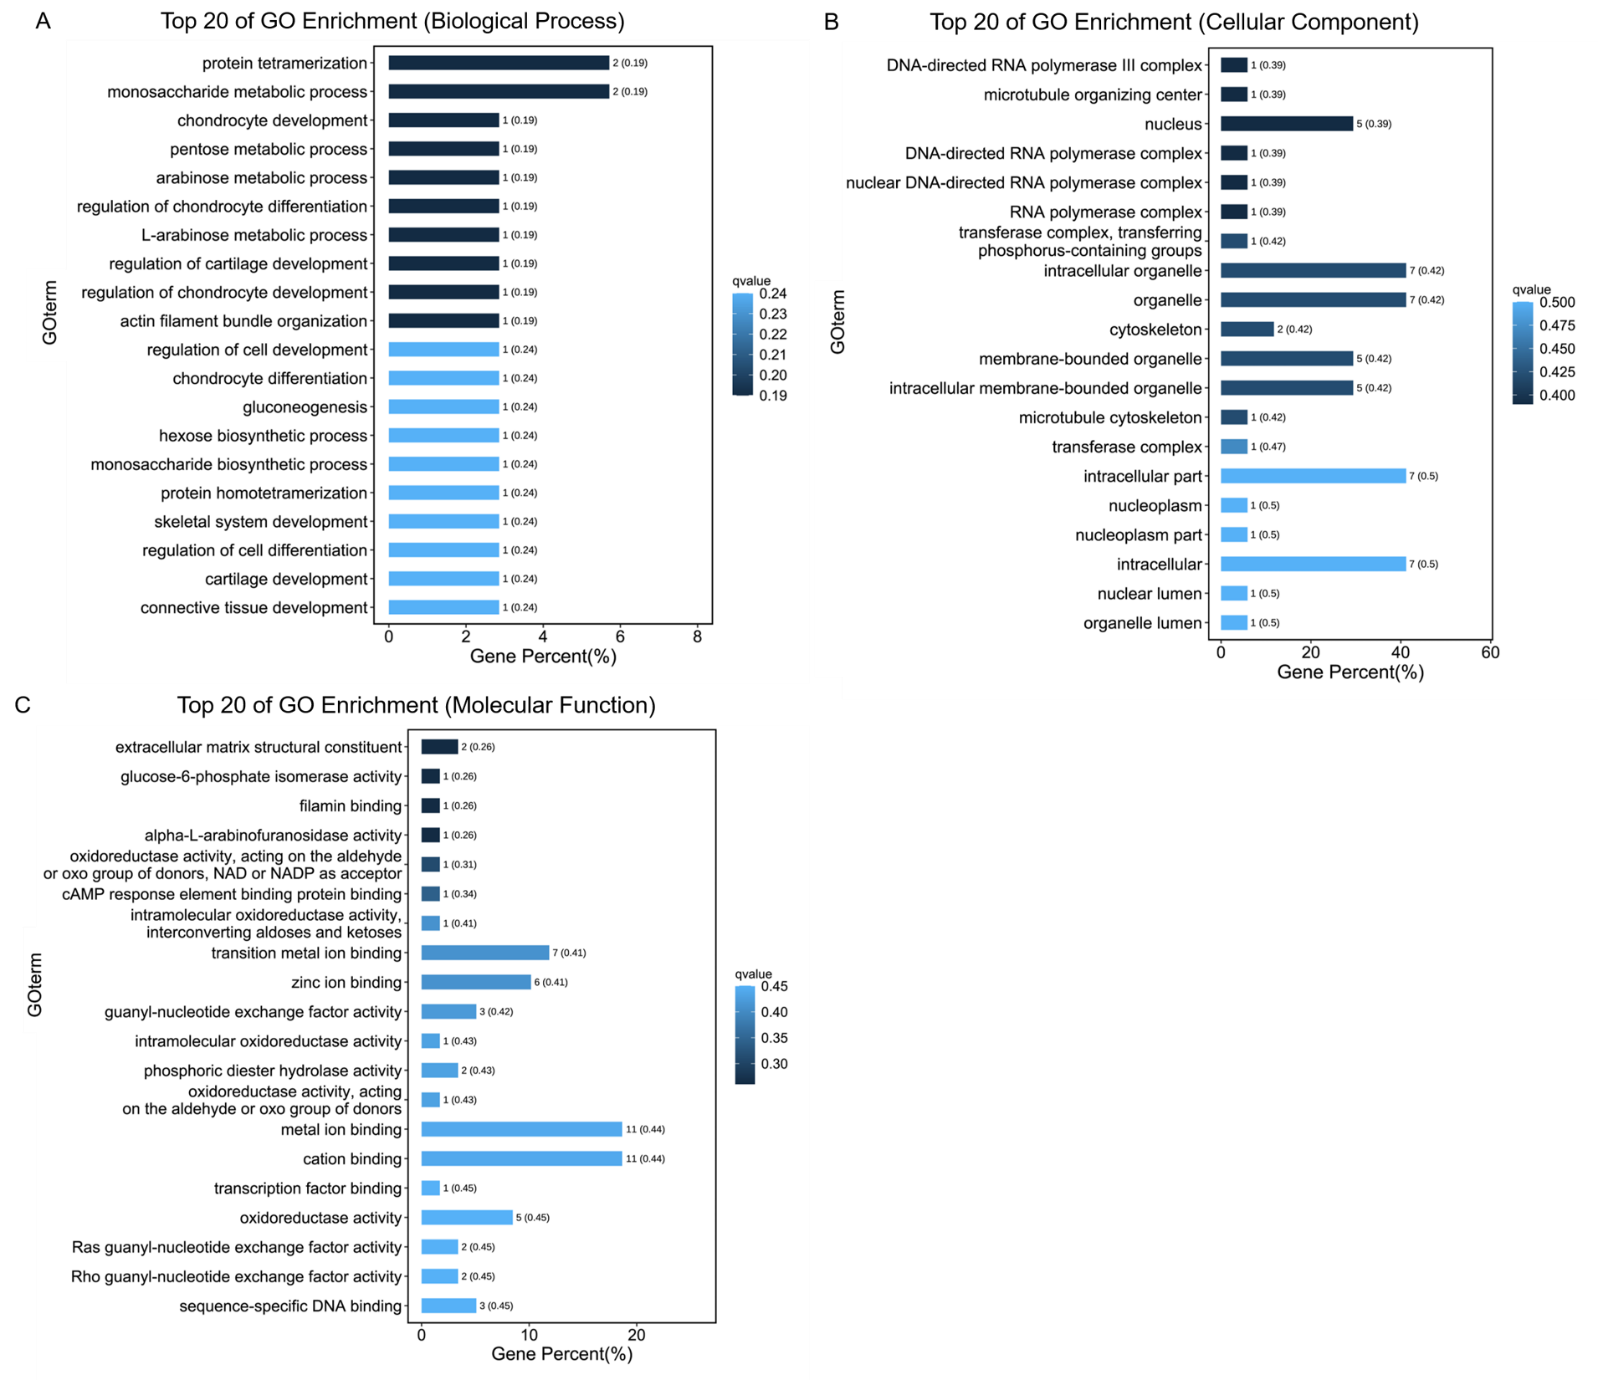 A
Top 20 of GO Enrichment (Biological Process)
protein tetramerization
2 (0.19)
monosaccharide metabolic process
2 (0.19)
chondrocyte development
1 (0.19)
pentose metabolic process
1 (0.19)
arabinose metabolic process
1 (0.19)
regulation of chondrocyte differentiation
1 (0.19)
L-arabinose metabolic process
1 (0.19)
regulation of cartilage development
1 (0.19)
regulation of chondrocyte development
1 (0.19)
actin filament bundle organization
1 (0.19)
regulation of cell development
1 (0.24)
chondrocyte differentiation
1 (0.24)
gluconeogenesis
1 (0.24)
hexose biosynthetic process
1 (0.24)
monosaccharide biosynthetic process
1 (0.24)
protein homotetramerization
1 (0.24)
skeletal system development
1 (0.24)
regulation of cell differentiation
1 (0.24)
cartilage development
1 (0.24)
connective tissue development
1 (0.24)
GOterm
0 2 4 6 8
Gene Percent(%)
qvalue
0.24
0.23
0.22
0.21
0.20
0.19
B
Top 20 of GO Enrichment (Cellular Component)
DNA-directed RNA polymerase III complex
1 (0.39)
microtubule organizing center
1 (0.39)
nucleus
5 (0.39)
DNA-directed RNA polymerase complex
1 (0.39)
nuclear DNA-directed RNA polymerase complex
1 (0.39)
RNA polymerase complex
1 (0.39)
transferase complex, transferring
phosphorus-containing groups
1 (0.42)
intracellular organelle
7 (0.42)
organelle
7 (0.42)
cytoskeleton
2 (0.42)
membrane-bounded organelle
5 (0.42)
intracellular membrane-bounded organelle
5 (0.42)
microtubule cytoskeleton
1 (0.42)
transferase complex
1 (0.47)
intracellular part
7 (0.5)
nucleoplasm
1 (0.5)
nucleoplasm part
1 (0.5)
intracellular
7 (0.5)
nuclear lumen
1 (0.5)
organelle lumen
1 (0.5)
GOterm
0 20 40 60
Gene Percent(%)
qvalue
0.500
0.475
0.450
0.425
0.400
C
Top 20 of GO Enrichment (Molecular Function)
extracellular matrix structural constituent
2 (0.26)
glucose-6-phosphate isomerase activity
1 (0.26)
filamin binding
1 (0.26)
alpha-L-arabinofuranosidase activity
1 (0.26)
oxidoreductase activity, acting on the aldehyde
or oxo group of donors, NAD or NADP as acceptor
1 (0.31)
cAMP response element binding protein binding
1 (0.34)
intramolecular oxidoreductase activity,
interconverting aldoses and ketoses
1 (0.41)
transition metal ion binding
7 (0.41)
zinc ion binding
6 (0.41)
guanyl-nucleotide exchange factor activity
3 (0.42)
intramolecular oxidoreductase activity
1 (0.43)
phosphoric diester hydrolase activity
2 (0.43)
oxidoreductase activity, acting
on the aldehyde or oxo group of donors
1 (0.43)
metal ion binding
11 (0.44)
cation binding
11 (0.44)
transcription factor binding
1 (0.45)
oxidoreductase activity
5 (0.45)
Ras guanyl-nucleotide exchange factor activity
2 (0.45)
Rho guanyl-nucleotide exchange factor activity
2 (0.45)
sequence-specific DNA binding
3 (0.45)
GOterm
0 10 20
Gene Percent(%)
qvalue
0.45
0.40
0.35
0.30